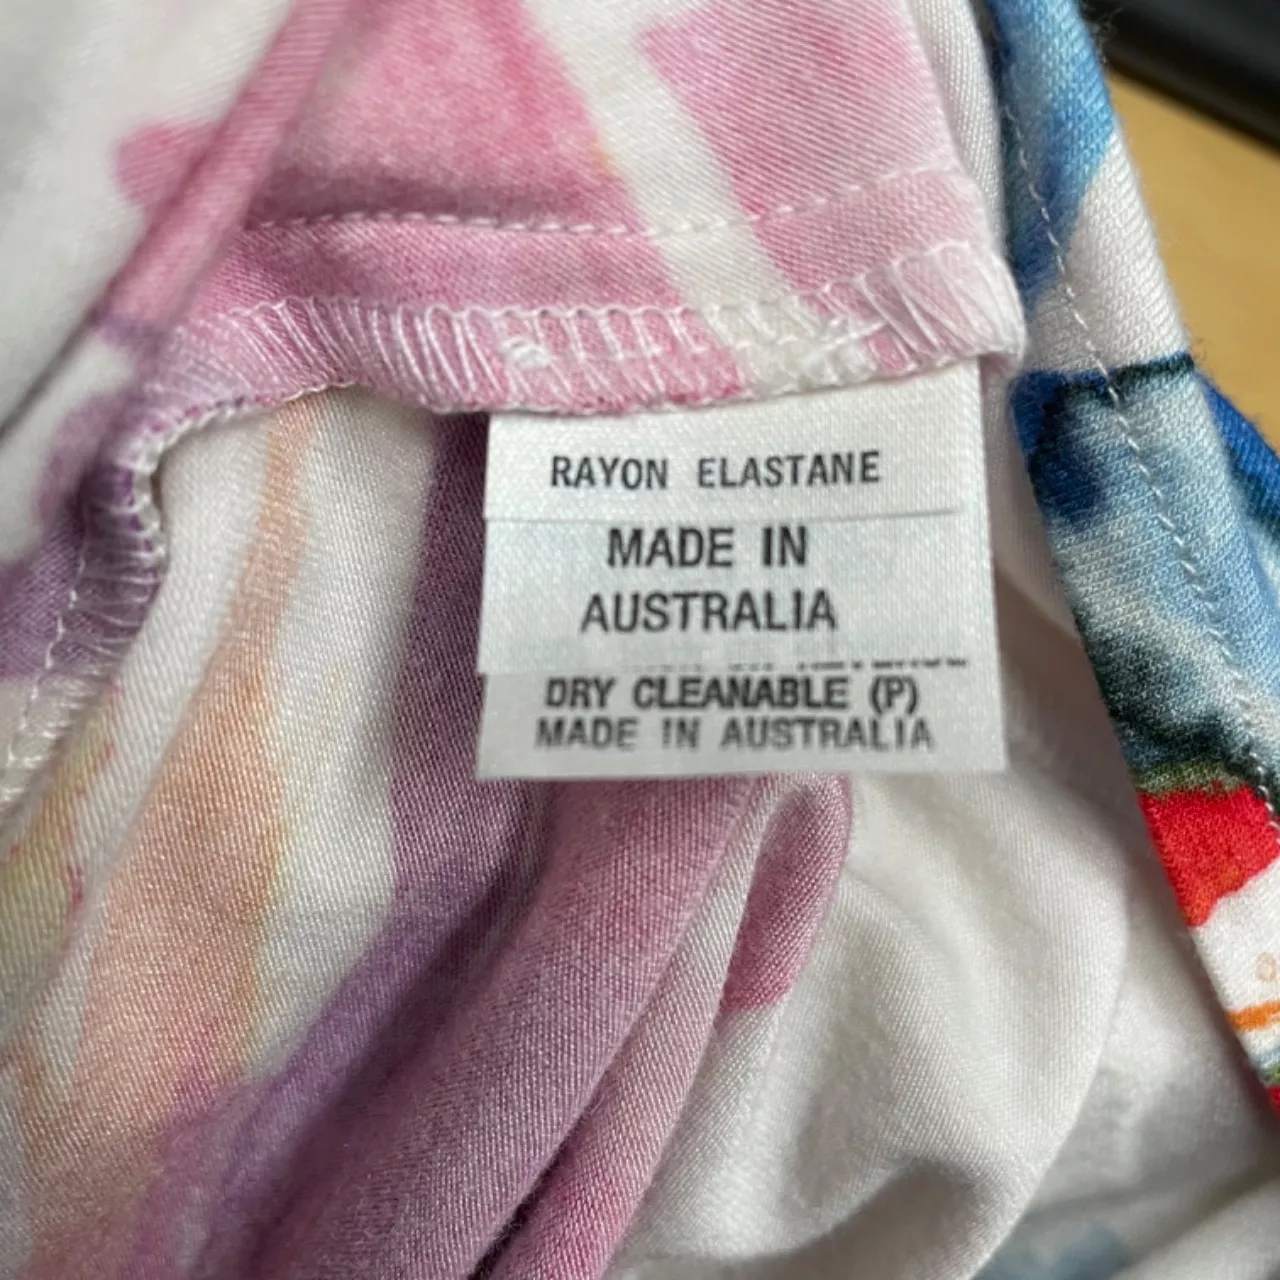 RAYON ELASTANE
MADE IN
AUSTRALIA
DRY CLEANABLE (P)
MADE IN AUSTRALIA